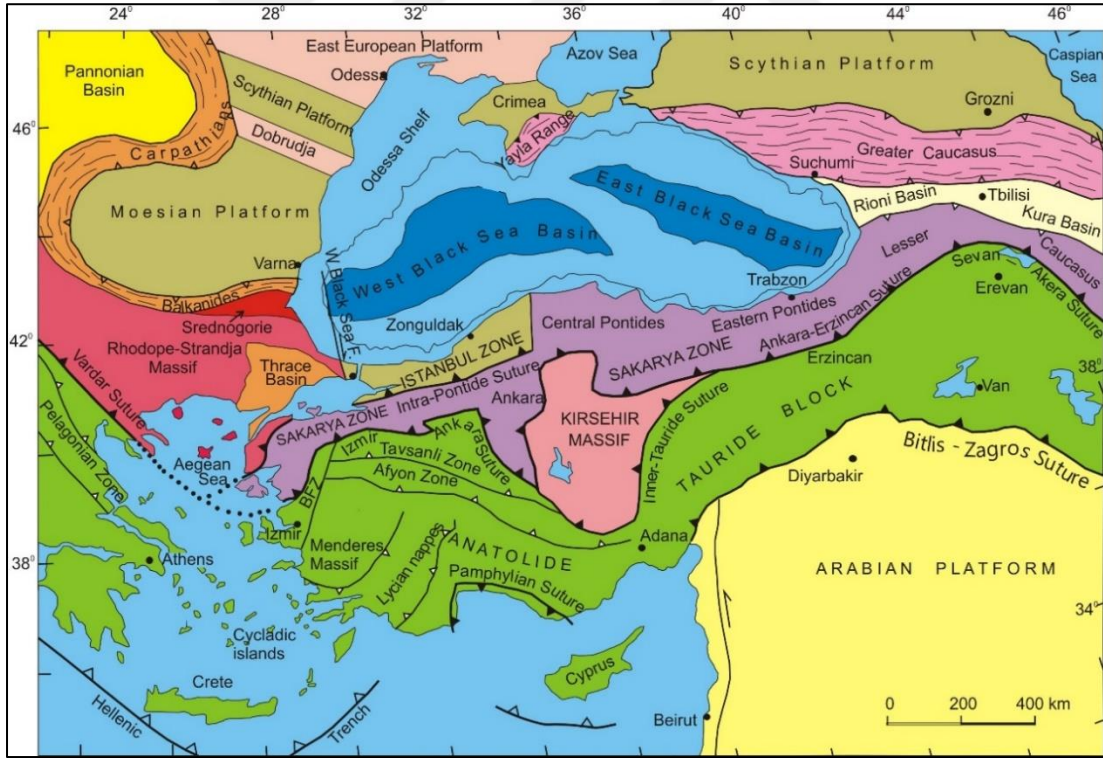 24° 28° 32° 36° 40° 44° 46°
46°
42°
38°
38°
34°
Pannonian
Basin
East European Platform
Odessa
Azov Sea
Scythian Platform
Caspian
Sea
Scythian Platform
Dobrudja
Carpathians
Odessa Shelf
Crimea
Yayla Range
Grozni
Greater Caucasus
Suchumi
Rioni Basin
Tbilisi
Kura Basin
Moesian Platform
East Black Sea Basin
West Black Sea Basin
W. Black Sea F.
Varna
Balkanides
Srednogorie
Rhodope-Strandja
Massif
Zonguldak
Trabzon
Lesser
Caucasus
Sevan
Akera Suture
Erevan
Central Pontides
Eastern Pontides
Ankara-Erzincan Suture
SAKARYA ZONE
Erzincan
Thrace
Basin
ISTANBUL ZONE
Intra-Pontide Suture
SAKARYA ZONE
Ankara
KIRSEHIR
MASSIF
Vardar Suture
Pelagonian Zone
Aegean
Sea
Izmir
Ankara Suture
Tavsanli Zone
Afyon Zone
BFZ
Izmir
Menderes
Massif
Lycian nappes
ANATOLIDE
Pamphylian Suture
Inner-Tauride Suture
TAURIDE BLOCK
Van
Bitlis - Zagros Suture
Diyarbakir
Adana
ARABIAN PLATFORM
Athens
Cycladic
islands
Crete
Hellenic
Trench
Cyprus
Beirut
0 200 400 km